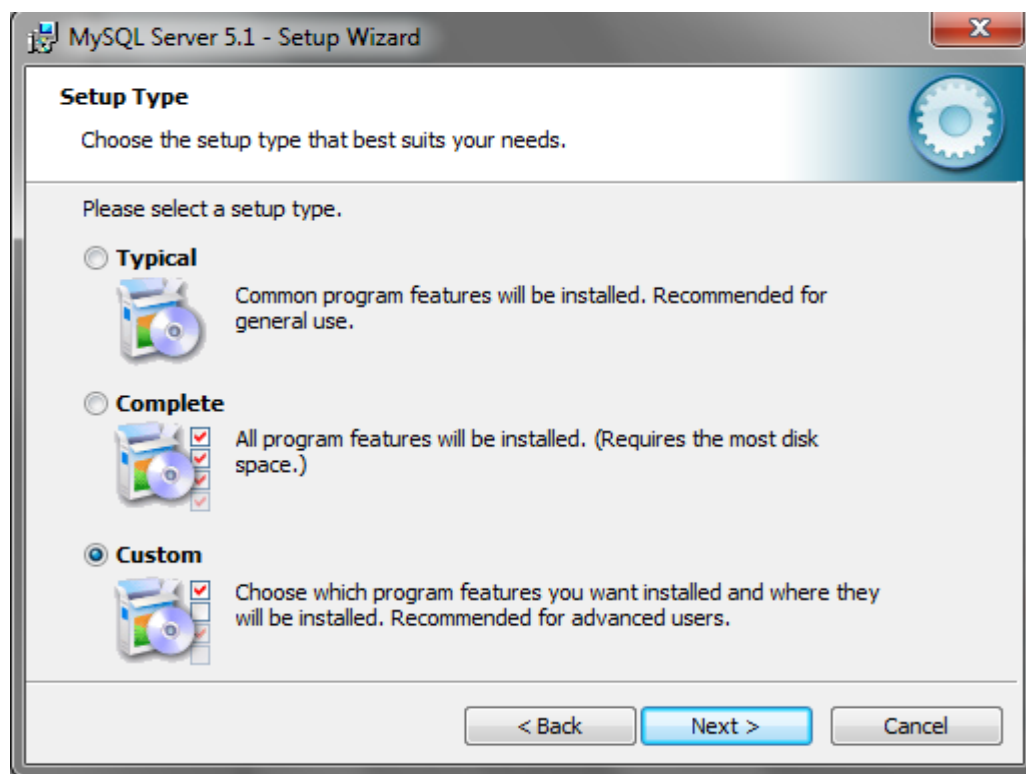 MySQL Server 5.1 - Setup Wizard
x
Setup Type
Choose the setup type that best suits your needs.
Please select a setup type.
Typical
Common program features will be installed. Recommended for
general use.
Complete
All program features will be installed. (Requires the most disk
space.)
Custom
Choose which program features you want installed and where they
will be installed. Recommended for advanced users.
< Back Next > Cancel